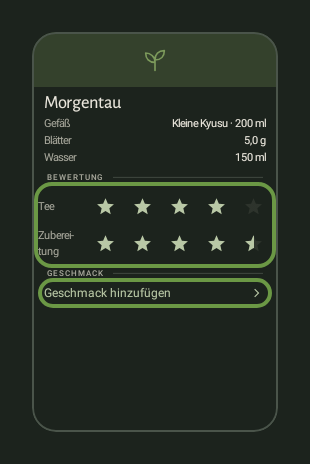 Morgentau
Gefäß Kleine Kyusu · 200 ml
Blätter 5,0 g
Wasser 150 ml
BEWERTUNG
Tee
Zuberei-
tung
GESCHMACK
Geschmack hinzufügen